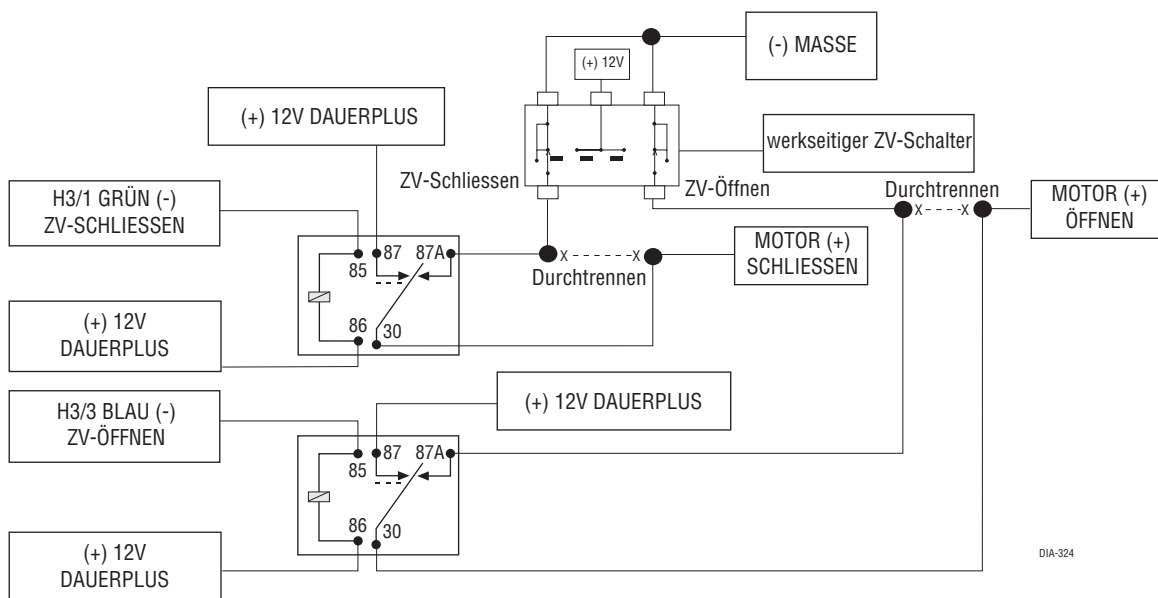 (-) MASSE
(+) 12V
(+) 12V DAUERPLUS
werkseitiger ZV-Schalter
ZV-Schliessen
ZV-Öffnen
Durchtrennen
X
X
MOTOR (+)
ÖFFNEN
H3/1 GRÜN (-)
ZV-SCHLIESSEN
85
87
87A
X
X
Durchtrennen
MOTOR (+)
SCHLIESSEN
86
30
(+) 12V
DAUERPLUS
H3/3 BLAU (-)
ZV-ÖFFNEN
(+) 12V DAUERPLUS
85
87
87A
86
30
(+) 12V
DAUERPLUS
DIA-324